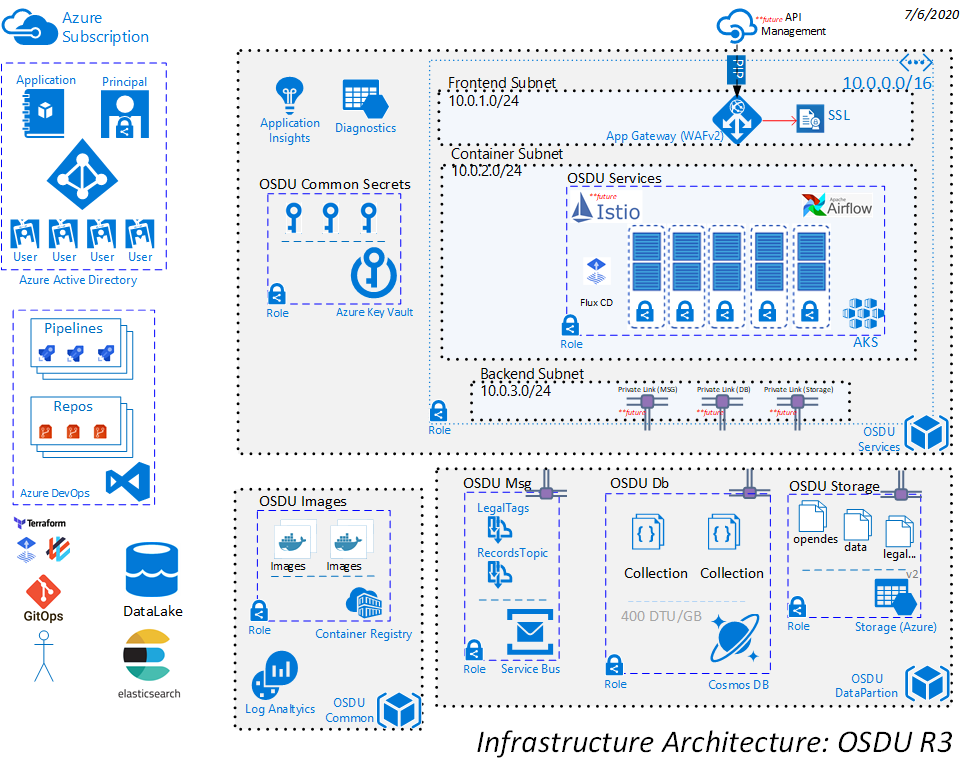 Azure
Subscription
7/6/2020
**future API
Management
Application
Principal
User
User
User
User
Azure Active Directory
Pipelines
Repos
Azure DevOps
Terraform
GitOps
DataLake
elasticsearch
Application
Insights
Diagnostics
OSDU Common Secrets
Role
Azure Key Vault
PIP
10.0.0.0/16
Frontend Subnet
10.0.1.0/24
App Gateway (WAFv2)
SSL
Container Subnet
10.0.2.0/24
OSDU Services
**future
Istio
Apache
Airflow
Flux CD
Role
AKS
Backend Subnet
10.0.3.0/24
Private Link (MSG)
**future
Private Link (DB)
**future
Private Link (Storage)
**future
Role
OSDU
Services
OSDU Images
Images
Images
Role
Container Registry
Log Analtyics
OSDU
Common
OSDU Msg
LegalTags
RecordsTopic
Role
Service Bus
OSDU Db
Collection
Collection
400 DTU/GB
Role
Cosmos DB
OSDU Storage
opendes
data
legal...
v2
Role
Storage (Azure)
OSDU
DataPartion
Infrastructure Architecture: OSDU R3